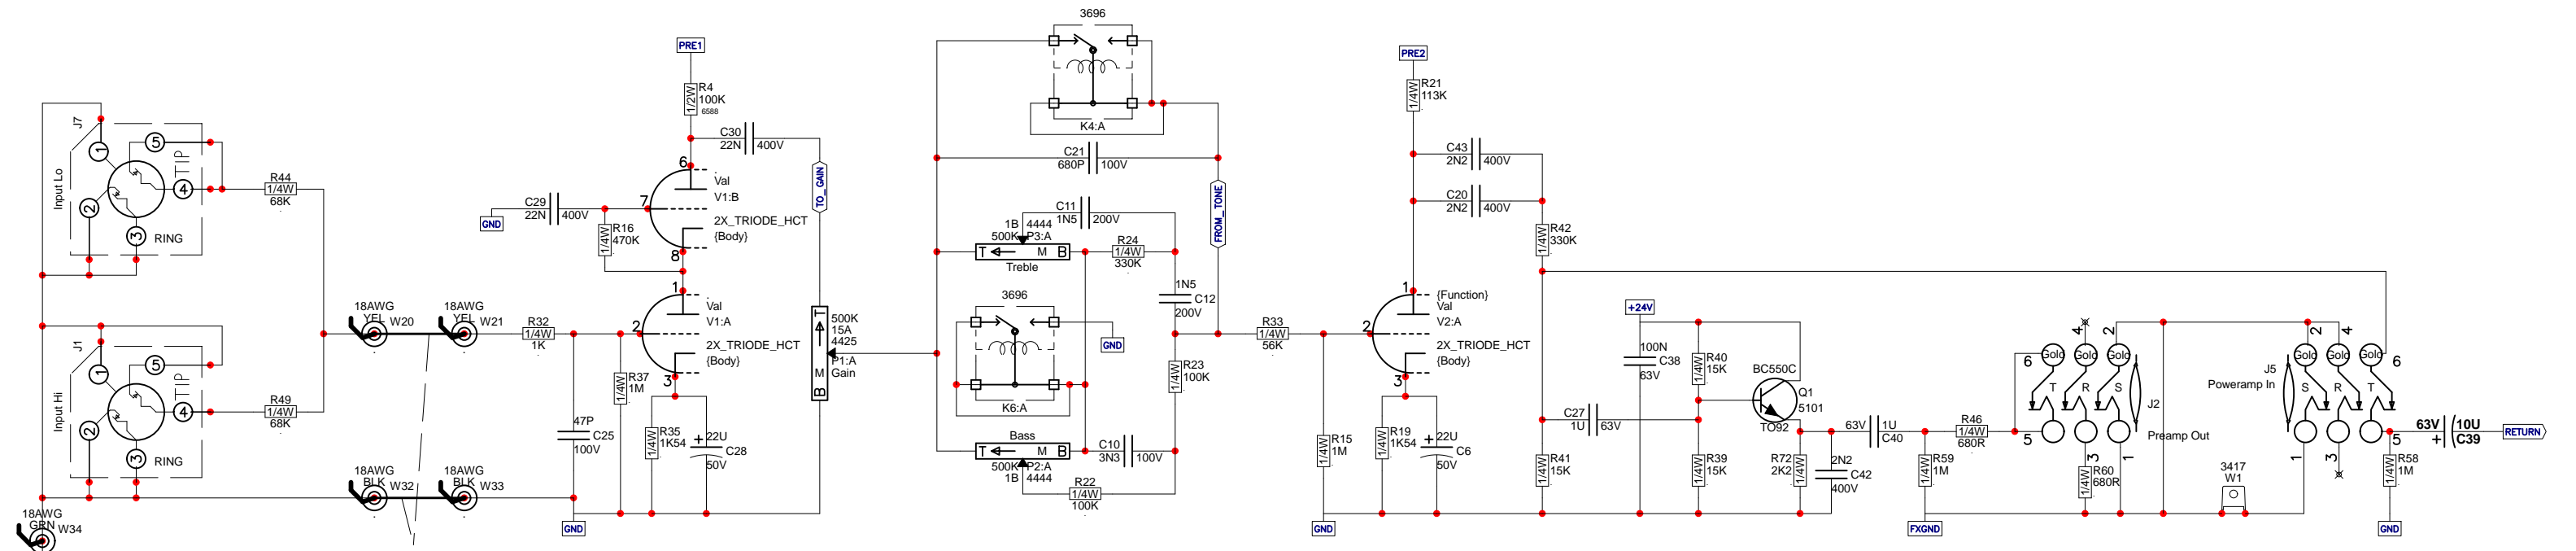 J7
Input Lo
1
5
TIP
4
2
3
RING
R44
1/4W
68K
J1
Input Hi
1
5
TIP
4
2
3
RING
R49
1/4W
68K
18AWG
GRN
W34
18AWG
YEL
W20
18AWG
YEL
W21
18AWG
BLK
W32
18AWG
BLK
W33
R32
1/4W
1K
47P
C25
100V
GND
R37
1M
1/4W
PRE1
R4
100K
1/2W
6588
C30
22N
400V
6
Val
V1:B
7
2X_TRIODE_HCT
{Body}
8
GND
C29
22N
400V
R16
470K
1/4W
1
Val
V1:A
2
2X_TRIODE_HCT
{Body}
3
R35
1K54
1/4W
+
22U
C28
50V
TO_GAIN
T
500K
15A
4425
P1:A
Gain
M
B
3696
K4:A
C21
680P
100V
C11
1N5
200V
1B
4444
500K
P3:A
T
M
B
Treble
R24
1/4W
330K
3696
GND
K6:A
Bass
T
M
B
500K
P2:A
1B
4444
C10
3N3
100V
R22
1/4W
100K
1N5
C12
200V
R23
100K
1/4W
FROM_TONE
R33
1/4W
56K
R15
1M
1/4W
GND
PRE2
R21
113K
1/4W
C43
2N2
400V
C20
2N2
400V
R42
330K
1/4W
1
{Function}
Val
V2:A
2
2X_TRIODE_HCT
{Body}
3
R19
1K54
1/4W
+
22U
C6
50V
R41
15K
1/4W
C27
1U
63V
+24V
100N
C38
63V
R40
15K
1/4W
R39
15K
1/4W
BC550C
Q1
5101
TO92
R72
2K2
1/4W
2N2
C42
400V
63V
1U
C40
R59
1M
1/4W
FXGND
R46
1/4W
680R
4
2
6
Gold
Gold
Gold
T
R
S
J2
5
3
1
Preamp Out
R60
680R
1/4W
3417
W1
J5
Poweramp In
2
4
6
Gold
Gold
Gold
S
R
T
1
3
5
R58
1M
1/4W
GND
63V
10U
+
C39
RETURN